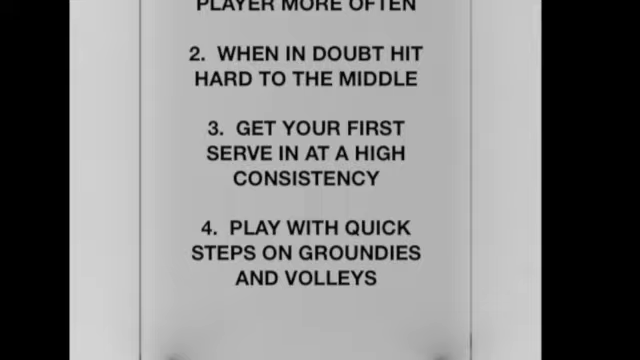 PLAYER MORE OFTEN
2. WHEN IN DOUBT HIT
HARD TO THE MIDDLE
3. GET YOUR FIRST
SERVE IN AT A HIGH
CONSISTENCY
4. PLAY WITH QUICK
STEPS ON GROUNDIES
AND VOLLEYS